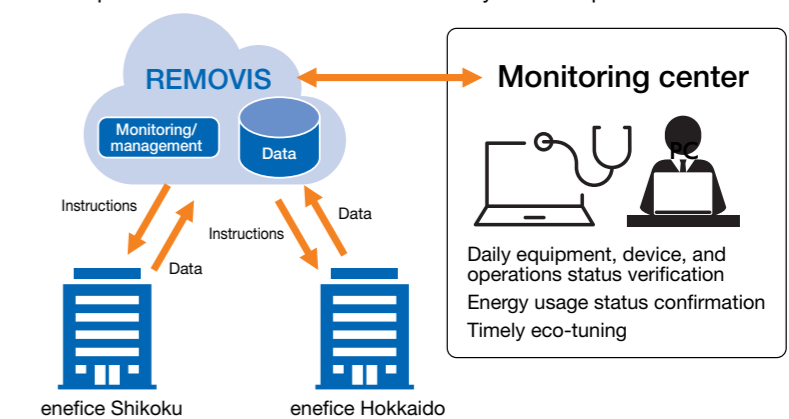 REMOVIS
Monitoring/
management
Data
Instructions
Data
Instructions
Data
enefice Shikoku
enefice Hokkaido
Monitoring center
PC
Daily equipment, device, and
operations status verification
Energy usage status confirmation
Timely eco-tuning